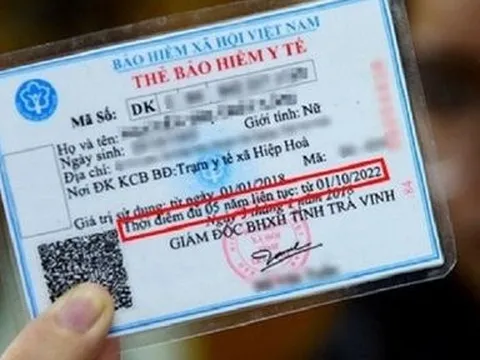 BẢO HIỂM XÃ HỘI VIỆT NAM
THẺ BẢO HIỂM Y TẾ
Mã Số: DK
Họ và tên:
Ngày sinh: Giới tính: Nữ
Địa chỉ:
Nơi ĐK KCB BĐ: Trạm y tế xã Hiệp Hoà Mã:
Giá trị sử dụng: từ ngày 01/01/2018
Thời điểm đủ 05 năm liên tục: từ 01/10/2022
GIÁM ĐỐC BHXH TỈNH TRÀ VINH